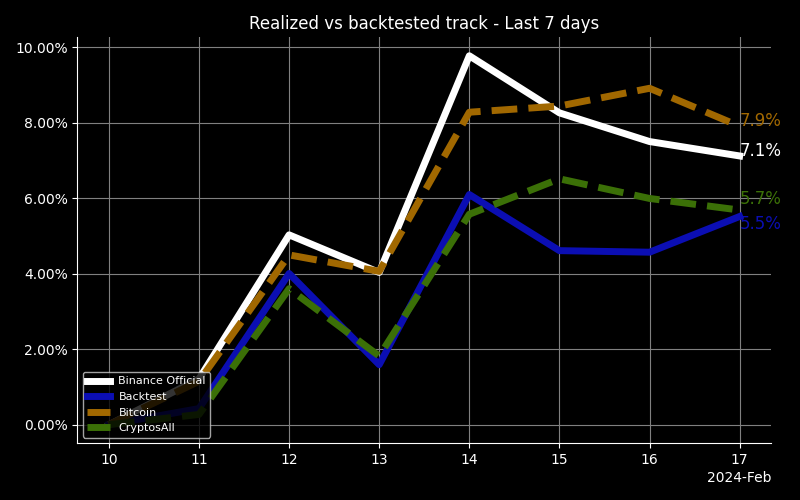 Realized vs backtested track - Last 7 days
10.00%
8.00%
6.00%
4.00%
2.00%
0.00%
7.9%
7.1%
5.7%
5.5%
Binance Official
Backtest
Bitcoin
CryptosAll
10 11 12 13 14 15 16 17
2024-Feb